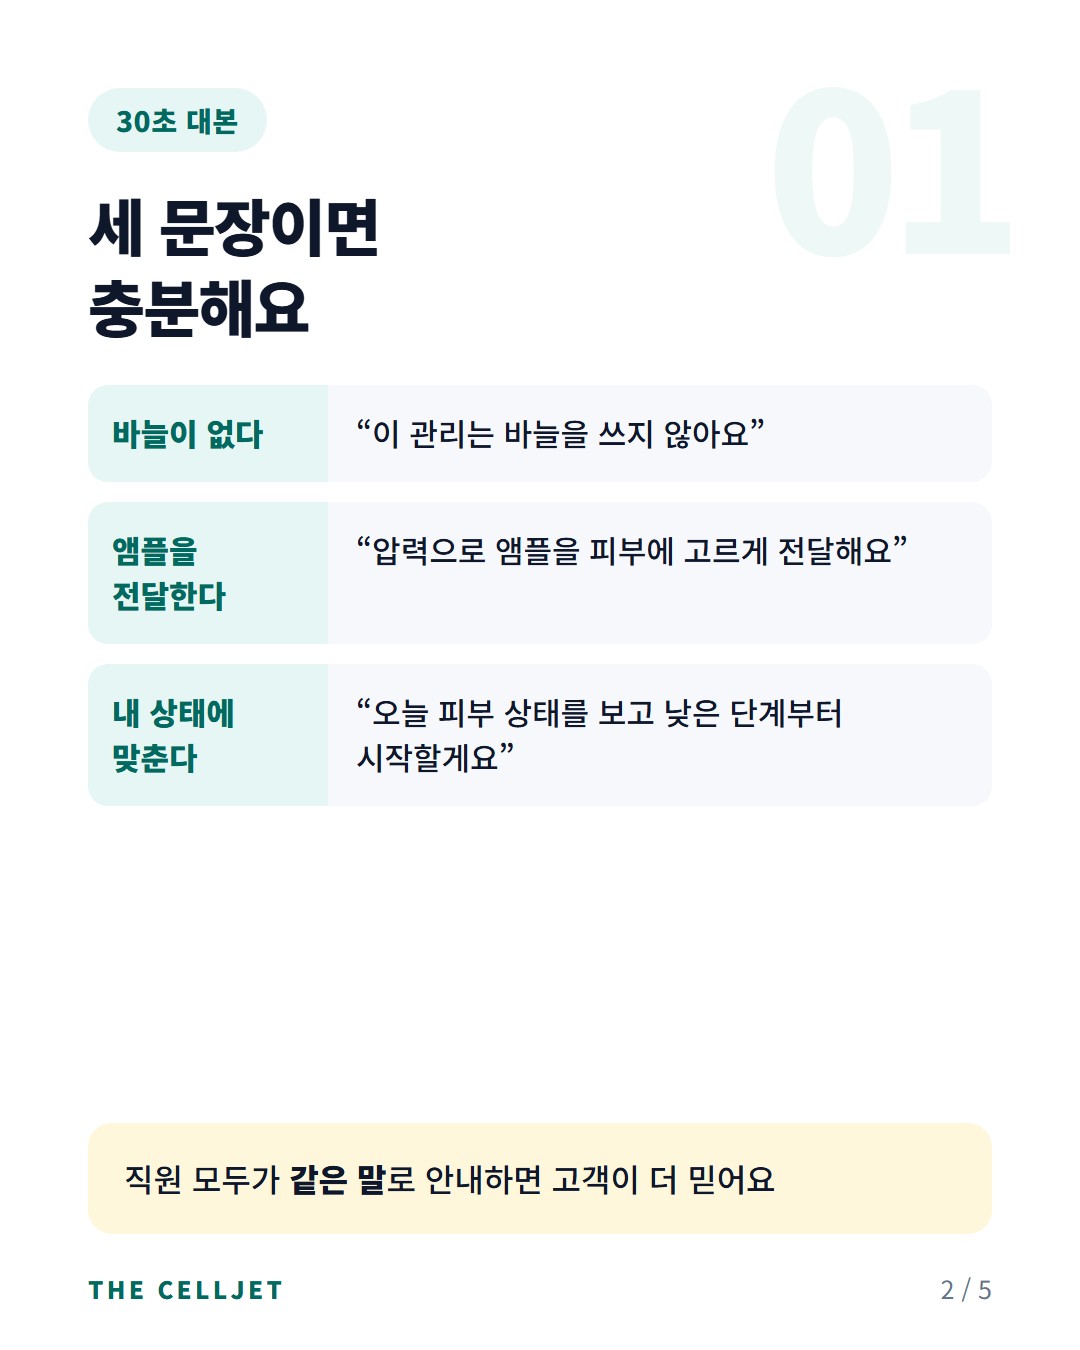 30초 대본
01
세 문장이면
충분해요
바늘이 없다
“이 관리는 바늘을 쓰지 않아요”
앰플을
전달한다
“압력으로 앰플을 피부에 고르게 전달해요”
내 상태에
맞춘다
“오늘 피부 상태를 보고 낮은 단계부터
시작할게요”
직원 모두가 같은 말로 안내하면 고객이 더 믿어요
THE CELLJET
2 / 5